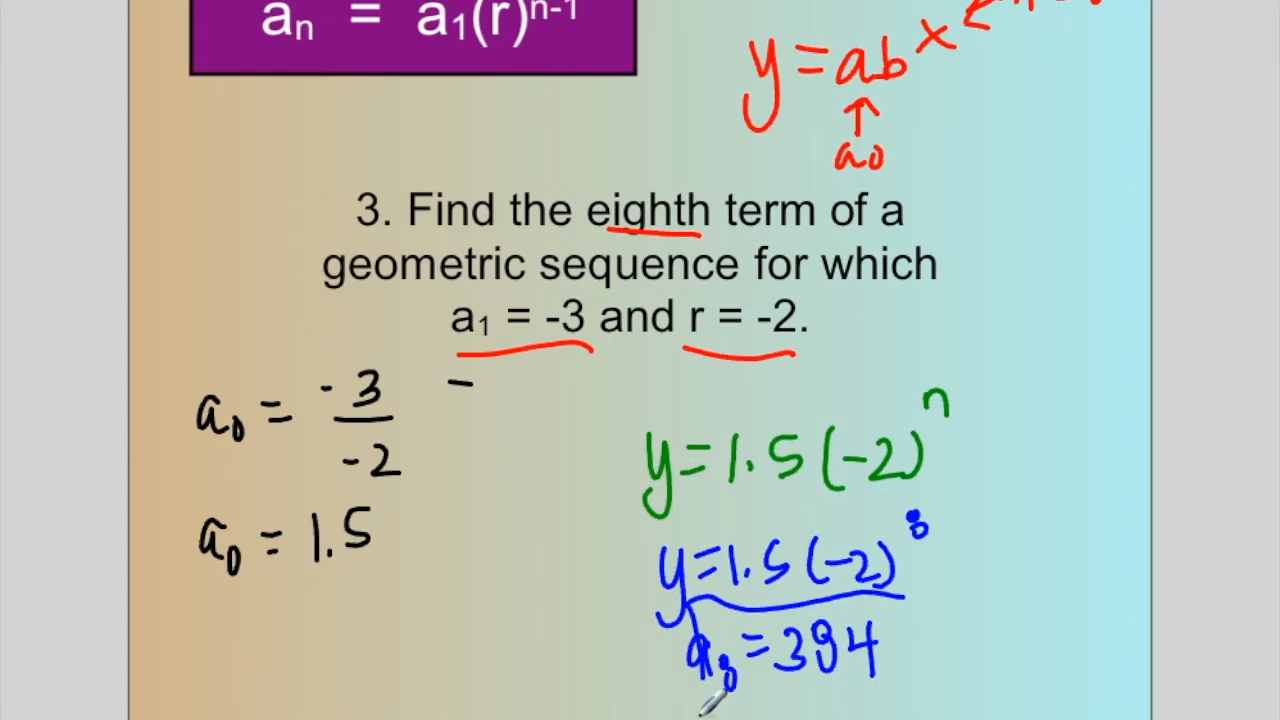 aₙ = a₁(r)ⁿ⁻¹
y = abˣ
a₀
3. Find the eighth term of a
geometric sequence for which
a₁ = -3 and r = -2.
a₀ = -3/-2 -
a₀ = 1.5
y = 1.5(-2)ⁿ
y = 1.5(-2)⁸
a₈ = 384